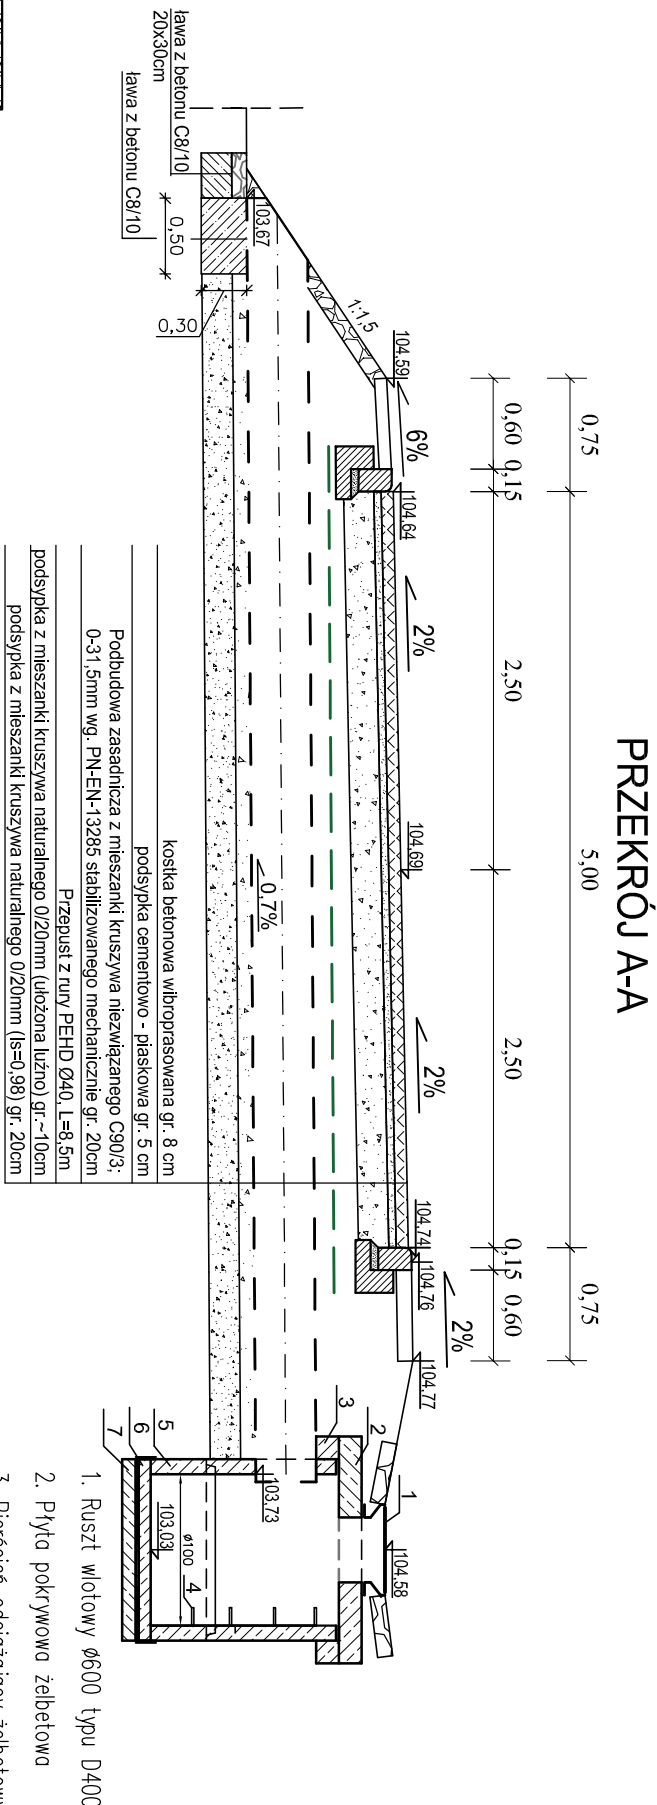 PRZEKRÓJ A-A
0,75
5,00
0,75
0,60
0,15
2,50
2,50
0,15
0,60
6%
2%
2%
2%
104,59
104,64
104,69
104,74
104,76
104,77
104,58
1:1,5
103,67
0,7%
103,73
103,03
ø100
0,50
0,30
ława z betonu C8/10
20x30cm
ława z betonu C8/10
kostka betonowa wibroprasowana gr. 8 cm
podsypka cementowo - piaskowa gr. 5 cm
Podbudowa zasadnicza z mieszanki kruszywa niezwiązanego C90/3;
0-31,5mm wg. PN-EN-13285 stabilizowanego mechanicznie gr. 20cm
Przepust z rury PEHD Ø40, L=8,5m
podsypka z mieszanki kruszywa naturalnego 0/20mm (ułożona luźno) gr.~10cm
podsypka z mieszanki kruszywa naturalnego 0/20mm (Is=0,98) gr. 20cm
1
2
3
4
5
6
7
1. Ruszt wlotowy Ø600 typu D400
2. Płyta pokrywowa żelbetowa